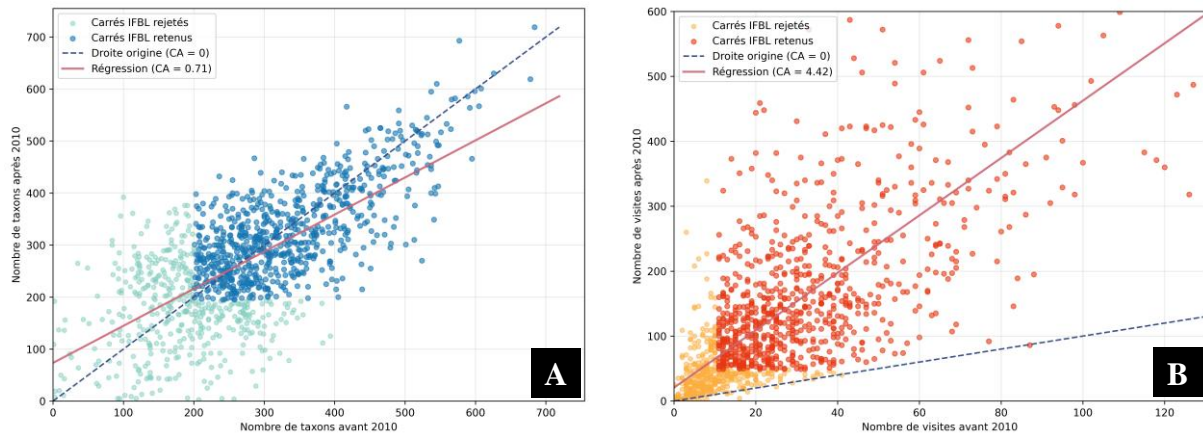 Carrés IFBL rejetés
Carrés IFBL retenus
Droite origine (CA = 0)
Régression (CA = 0.71)
700
600
500
400
300
200
100
0
Nombre de taxons après 2010
0 100 200 300 400 500 600 700
Nombre de taxons avant 2010
A
Carrés IFBL rejetés
Carrés IFBL retenus
Droite origine (CA = 0)
Régression (CA = 4.42)
600
500
400
300
200
100
0
Nombre de visites après 2010
0 20 40 60 80 100 120
Nombre de visites avant 2010
B